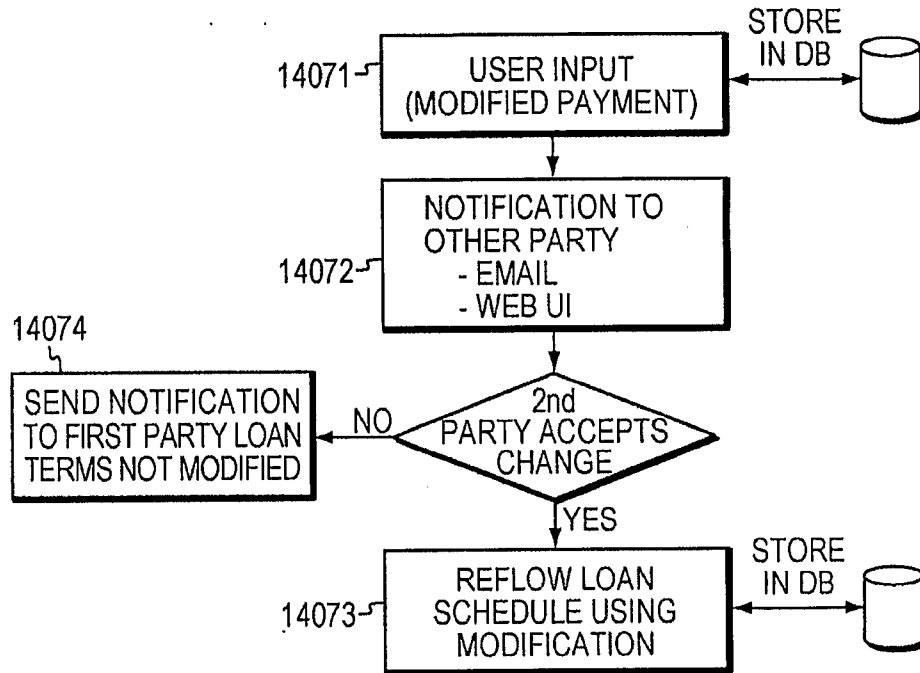 STORE
IN DB
14071
USER INPUT
(MODIFIED PAYMENT)
NOTIFICATION TO
OTHER PARTY
- EMAIL
- WEB UI
14072
14074
SEND NOTIFICATION
TO FIRST PARTY LOAN
TERMS NOT MODIFIED
NO
2nd
PARTY ACCEPTS
CHANGE
YES
STORE
IN DB
14073
REFLOW LOAN
SCHEDULE USING
MODIFICATION